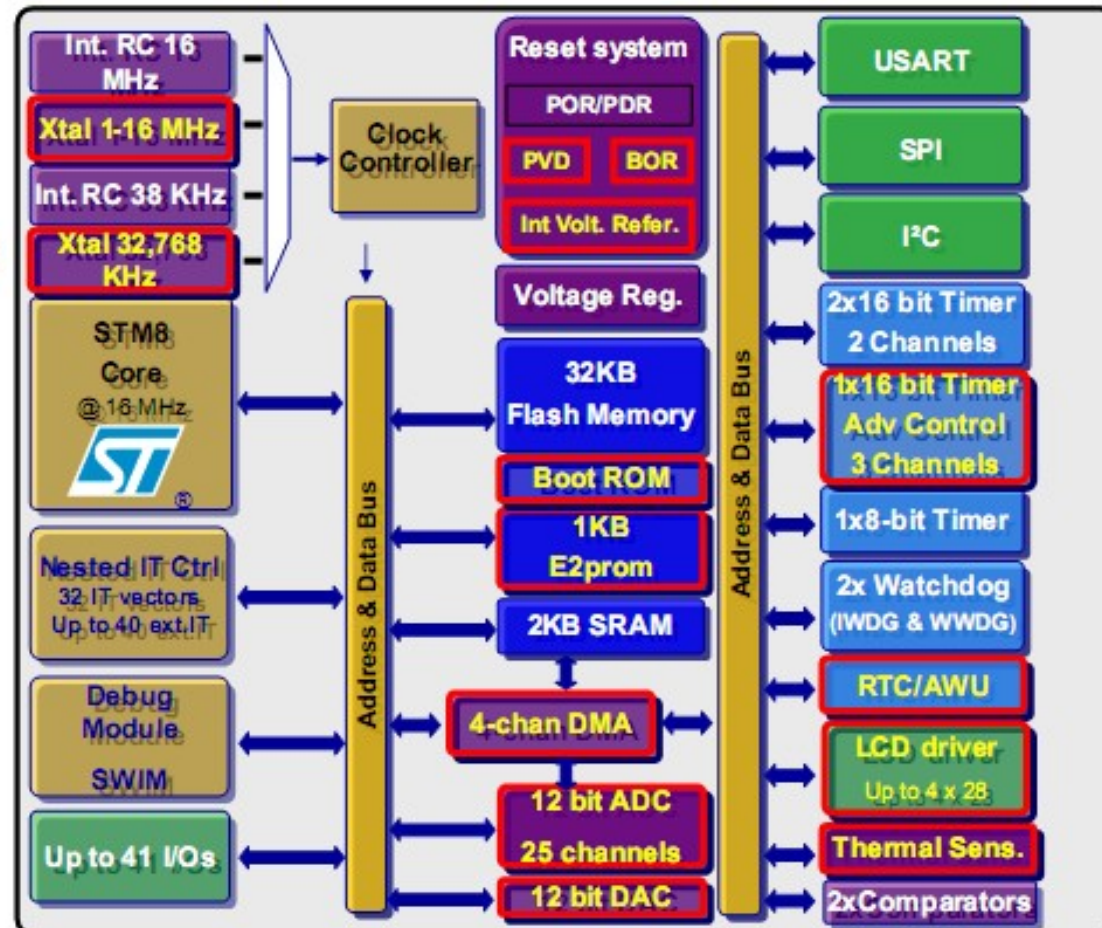 Int. RC 16
MHz
Xtal 1-16 MHz
Int. RC 38 KHz
Xtal 32,768
KHz
Clock
Controller
STM8
Core
@ 16 MHz
ST
®
Nested IT Ctrl
32 IT vectors
Up to 40 ext.IT
Debug
Module
SWIM
Up to 41 I/Os
Address & Data Bus
Reset system
POR/PDR
PVD
BOR
Int Volt. Refer.
Voltage Reg.
32KB
Flash Memory
Boot ROM
1KB
E2prom
2KB SRAM
4-chan DMA
12 bit ADC
25 channels
12 bit DAC
Address & Data Bus
USART
SPI
I²C
2x16 bit Timer
2 Channels
1x16 bit Timer
Adv Control
3 Channels
1x8-bit Timer
2x Watchdog
(IWDG & WWDG)
RTC/AWU
LCD driver
Up to 4 x 28
Thermal Sens.
2xComparators